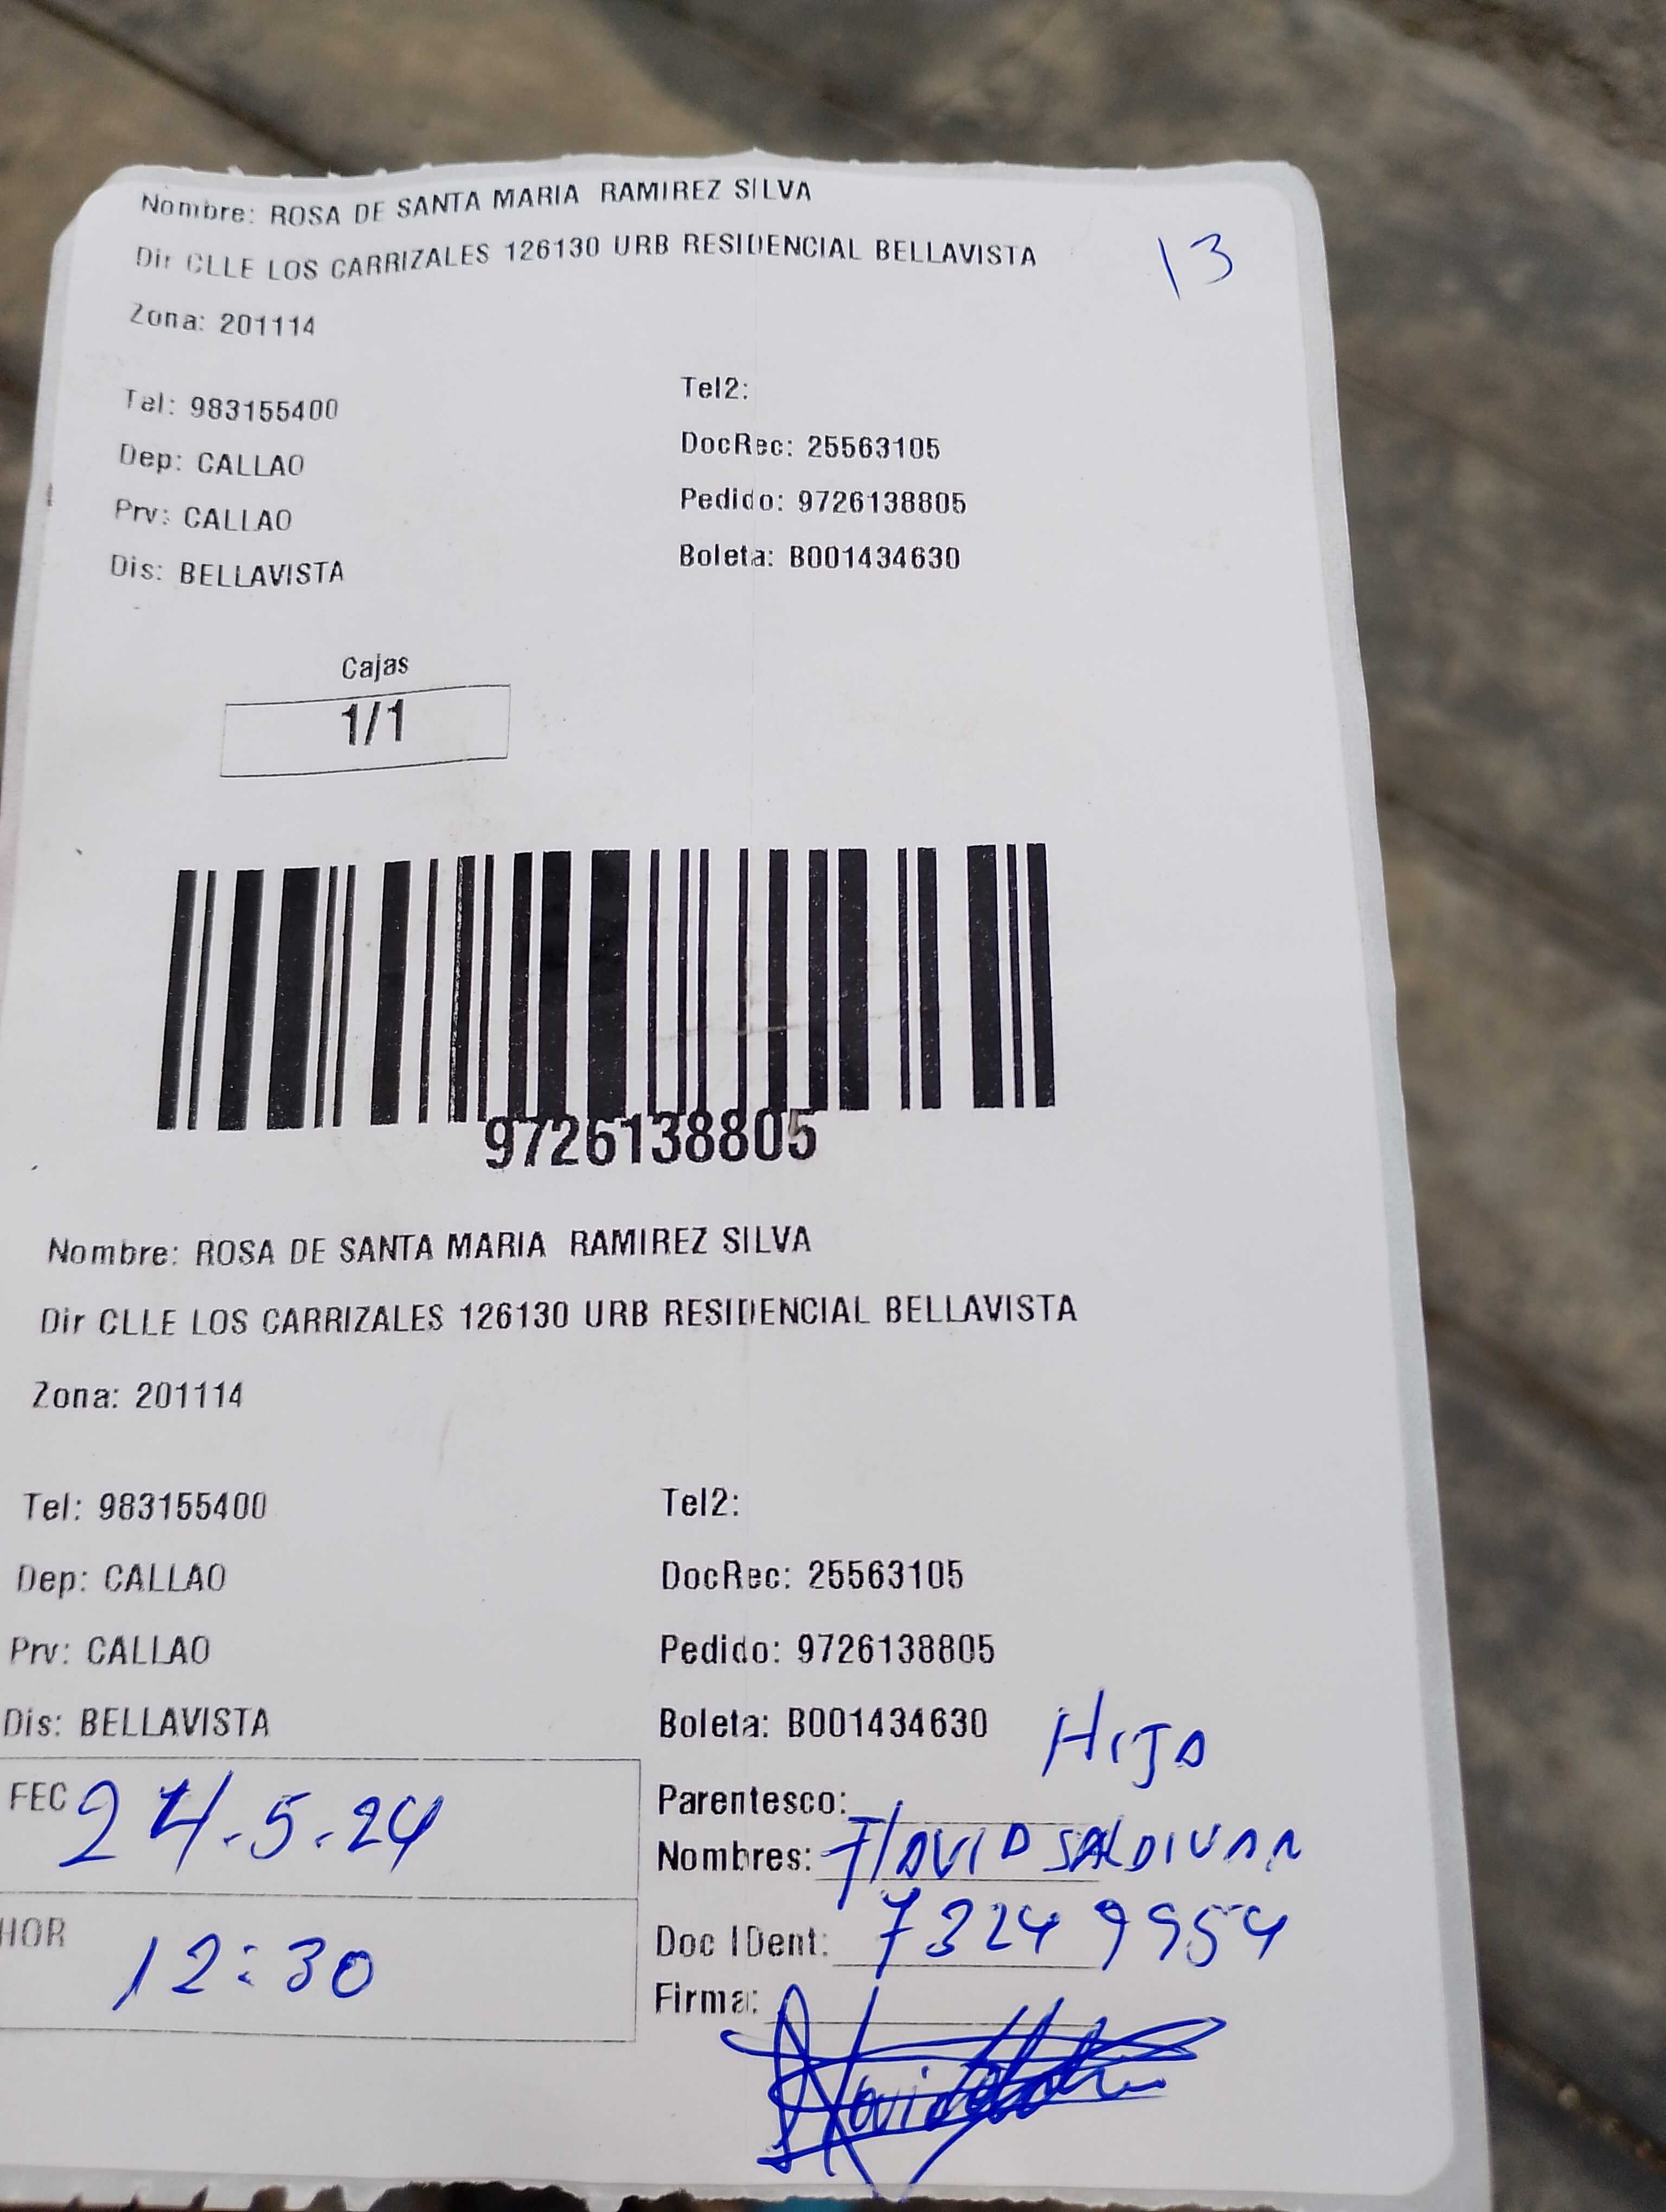 Nombre: ROSA DE SANTA MARIA RAMIREZ SILVA
Dir CLLE LOS CARRIZALES 126130 URB RESIDENCIAL BELLAVISTA
13
Zona: 201114
Tel: 983155400
Tel2:
Dep: CALLAO
DocRec: 25563105
Prv: CALLAO
Pedido: 9726138805
Dis: BELLAVISTA
Boleta: B001434630
Cajas
1/1
9726138805
Nombre: ROSA DE SANTA MARIA RAMIREZ SILVA
Dir CLLE LOS CARRIZALES 126130 URB RESIDENCIAL BELLAVISTA
Zona: 201114
Tel: 983155400
Tel2:
Dep: CALLAO
DocRec: 25563105
Prv: CALLAO
Pedido: 9726138805
Dis: BELLAVISTA
Boleta: B001434630
FEC 24.5.24
Parentesco: HIJO
Nombres: FLAVID SALDIVAR
HOR 12:30
Doc IDent: 73249954
Firma: